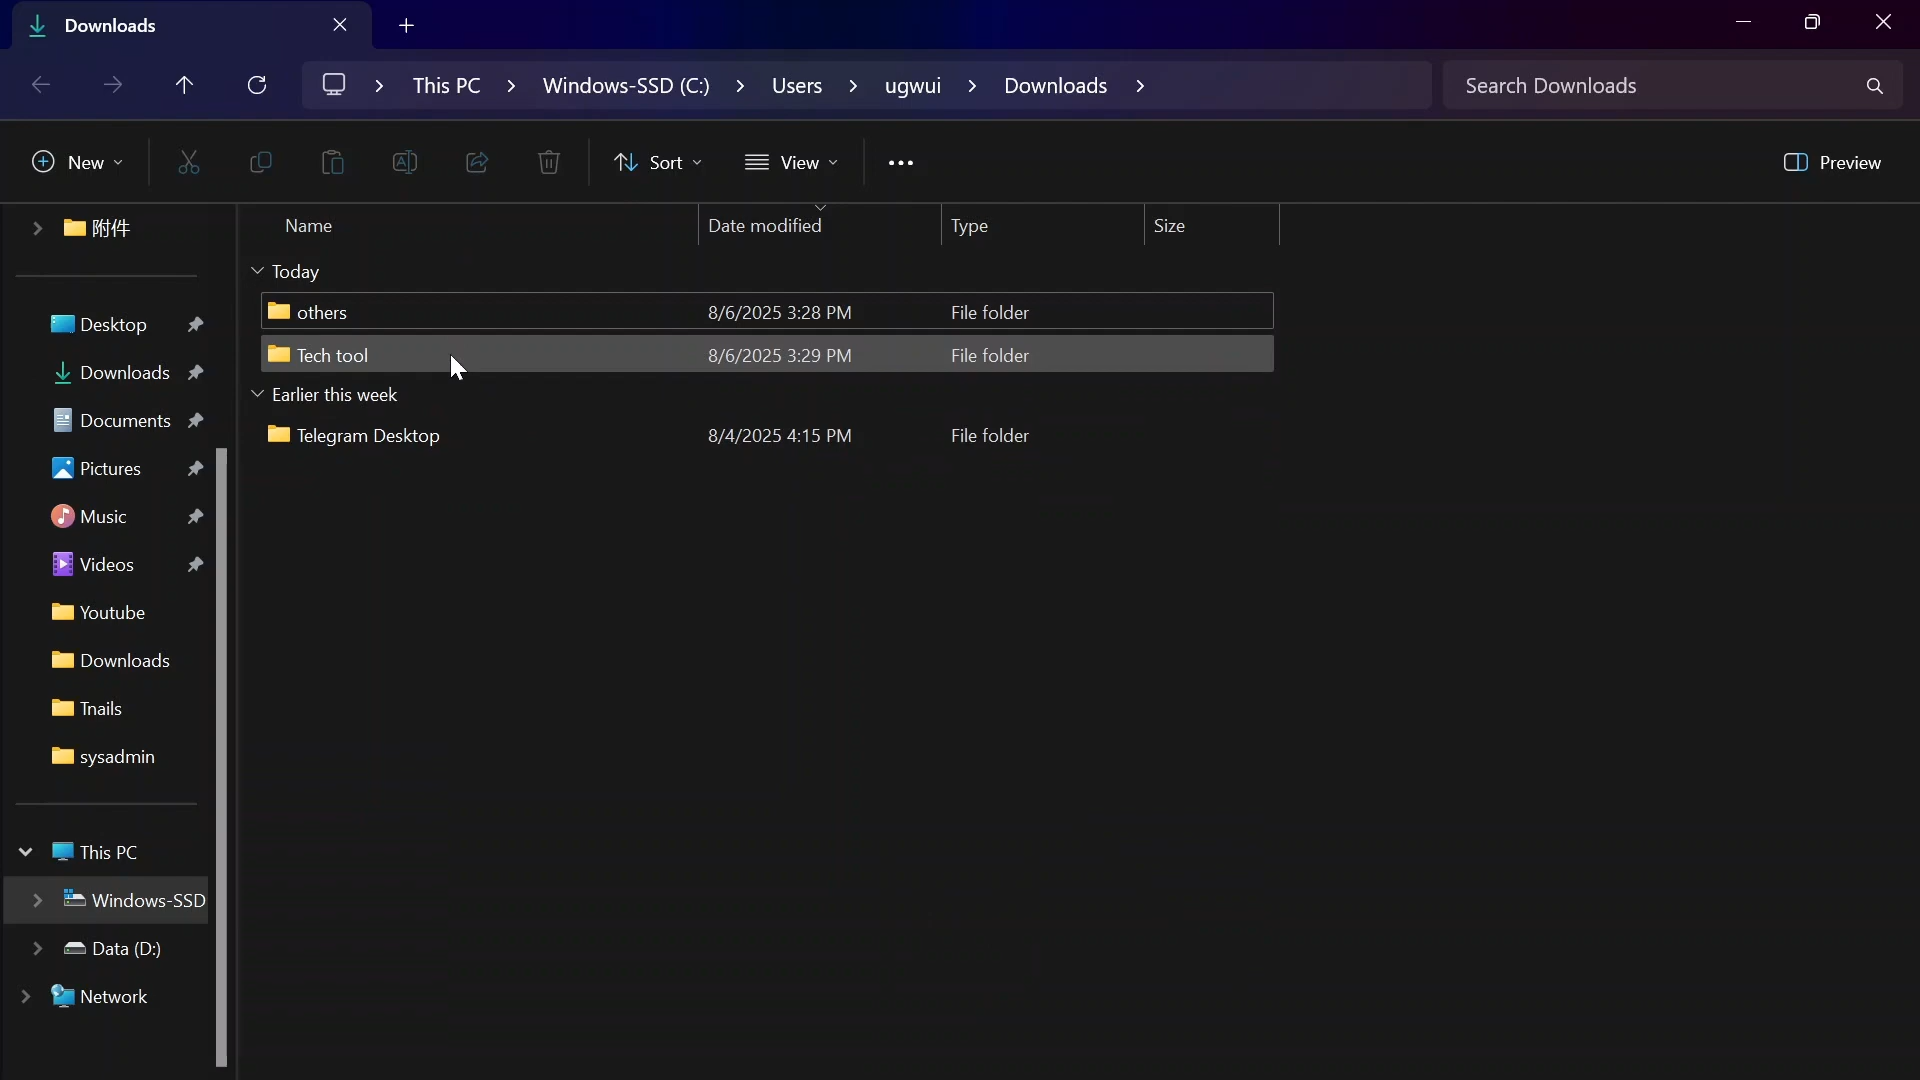 Downloads
This PC > Windows-SSD (C:) > Users > ugwui > Downloads >
Search Downloads
New
Sort
View
Preview
附件
Desktop
Downloads
Documents
Pictures
Music
Videos
Youtube
Downloads
Tnails
sysadmin
This PC
Windows-SSD
Data (D:)
Network
Name Date modified Type Size
Today
others 8/6/2025 3:28 PM File folder
Tech tool 8/6/2025 3:29 PM File folder
Earlier this week
Telegram Desktop 8/4/2025 4:15 PM File folder